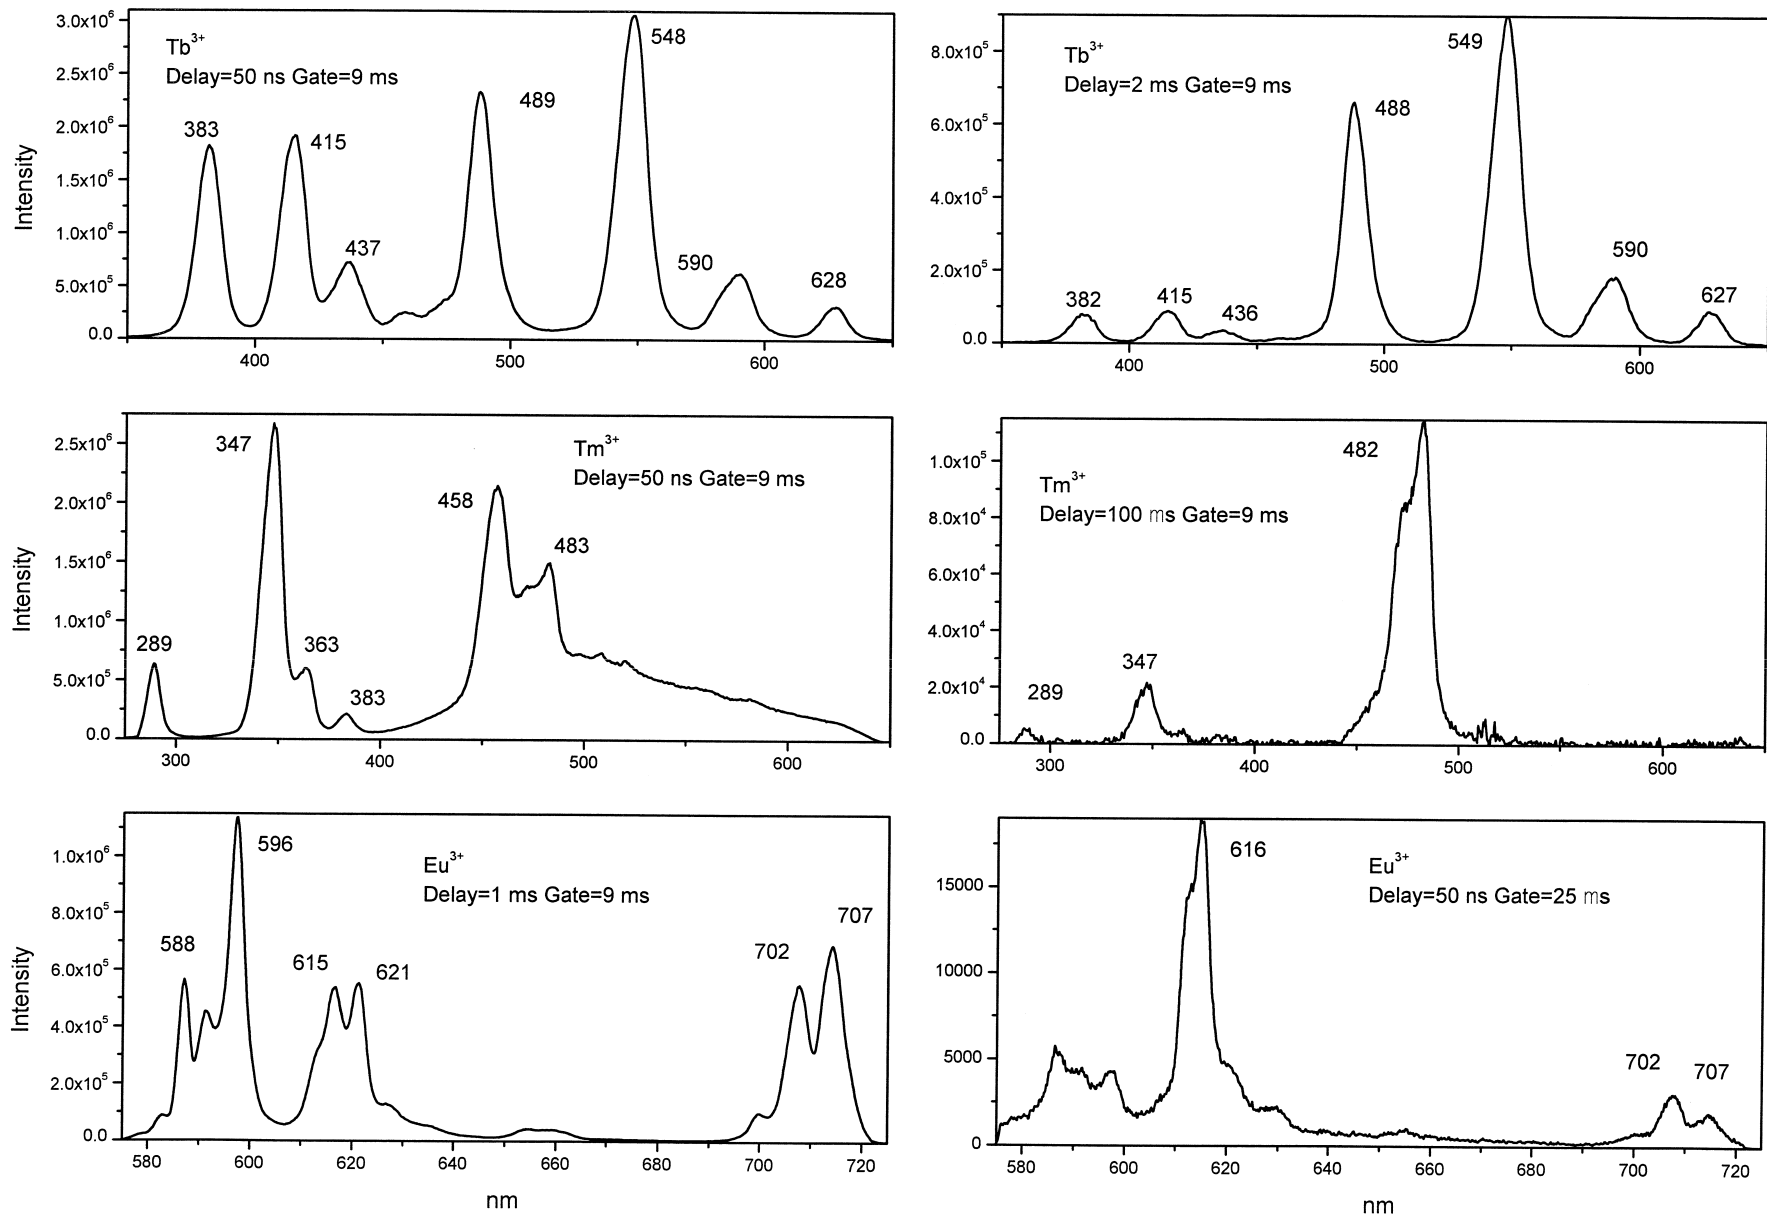 Tb3+
Delay=50 ns Gate=9 ms
Intensity
3.0x10^6
2.5x10^6
2.0x10^6
1.5x10^6
1.0x10^6
5.0x10^5
0.0
383
415
437
489
548
590
628
400 500 600
Tb3+
Delay=2 ms Gate=9 ms
8.0x10^5
6.0x10^5
4.0x10^5
2.0x10^5
0.0
382
415
436
488
549
590
627
400 500 600
Tm3+
Delay=50 ns Gate=9 ms
Intensity
2.5x10^6
2.0x10^6
1.5x10^6
1.0x10^6
5.0x10^5
0.0
289
347
363
383
458
483
300 400 500 600
Tm3+
Delay=100 ms Gate=9 ms
1.0x10^5
8.0x10^4
6.0x10^4
4.0x10^4
2.0x10^4
0.0
289
347
482
300 400 500 600
Eu3+
Delay=1 ms Gate=9 ms
Intensity
1.0x10^6
8.0x10^5
6.0x10^5
4.0x10^5
2.0x10^5
0.0
588
596
615
621
702
707
580 600 620 640 660 680 700 720
nm
Eu3+
Delay=50 ns Gate=25 ms
15000
10000
5000
0
616
702
707
580 600 620 640 660 680 700 720
nm